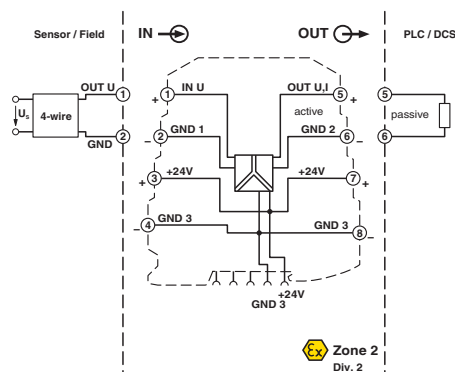 Sensor / Field
IN
OUT
PLC / DCS
OUT U
1
1
IN U
OUT U,I
5
5
+
+
Us
4-wire
active
passive
GND
2
2
GND 1
GND 2
6
6
–
–
3
+24V
+24V
7
+
+
4
GND 3
GND 3
8
–
–
+24V
GND 3
Ex
Zone 2
Div. 2